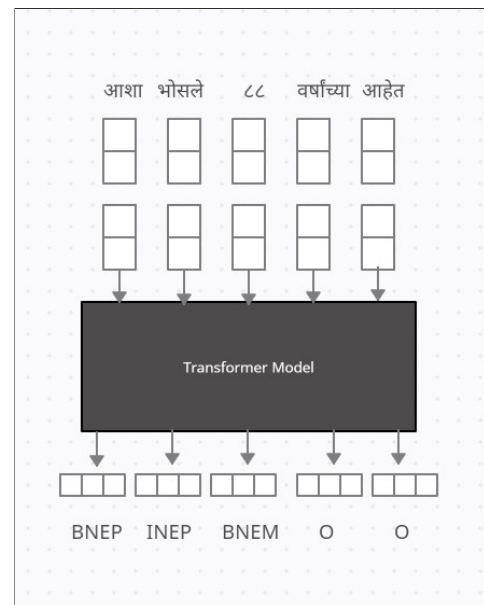 आशा भोसले ८८ वर्षांच्या आहेत
Transformer Model
BNEP INEP BNEM O O